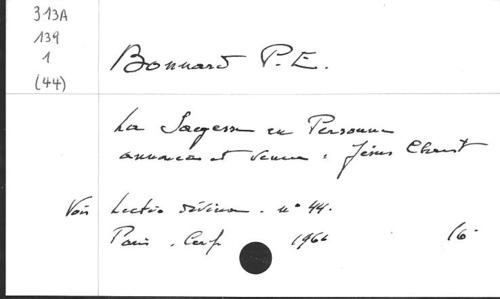 313A
139
1
(44)
Bonnard P.E.
La Sagesse en Personne
annoncée et venue : Jésus Christ
Voir Lectio divina. n° 44.
Paris. Cerf 1966 16°